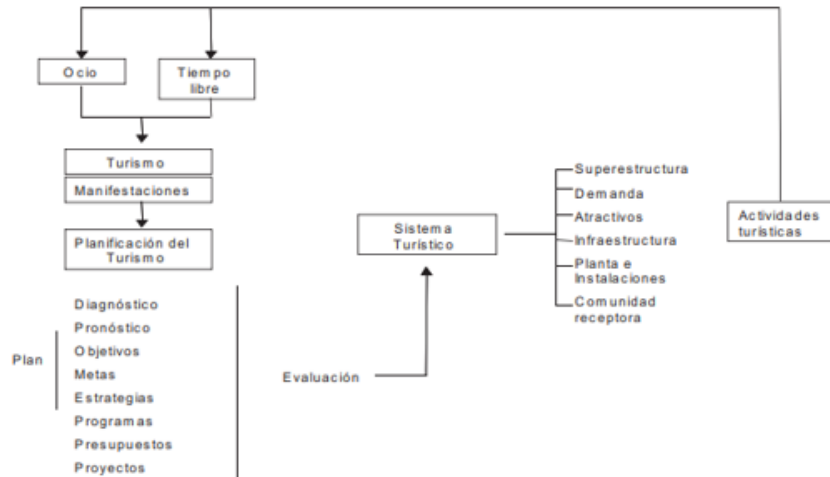 Ocio
Tiempo
libre
Turismo
Manifestaciones
Planificación del
Turismo
Plan
Diagnóstico
Pronóstico
Objetivos
Metas
Estrategias
Programas
Presupuestos
Proyectos
Evaluación
Sistema
Turístico
Superestructura
Demanda
Atractivos
Infraestructura
Planta e
Instalaciones
Comunidad
receptora
Actividades
turísticas